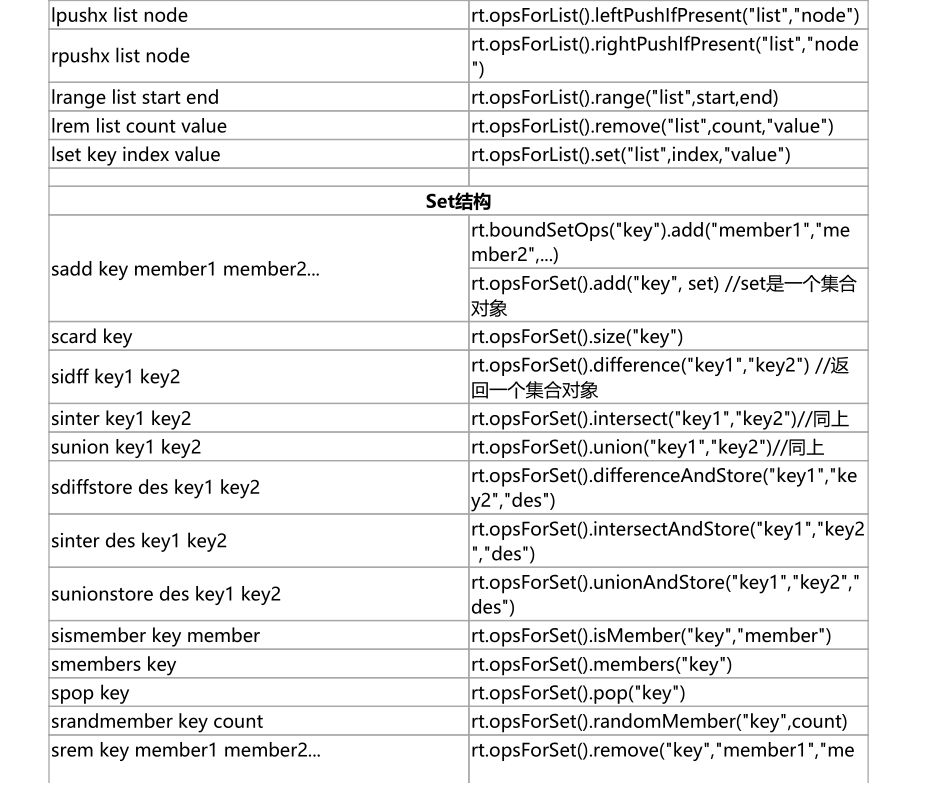 lpushx list node
rt.opsForList().leftPushIfPresent("list","node")
rpushx list node
rt.opsForList().rightPushIfPresent("list","node
")
lrange list start end
rt.opsForList().range("list",start,end)
lrem list count value
rt.opsForList().remove("list",count,"value")
lset key index value
rt.opsForList().set("list",index,"value")
Set结构
sadd key member1 member2...
rt.boundSetOps("key").add("member1","me
mber2",...)
rt.opsForSet().add("key", set) //set是一个集合
对象
scard key
rt.opsForSet().size("key")
sidff key1 key2
rt.opsForSet().difference("key1","key2") //返
回一个集合对象
sinter key1 key2
rt.opsForSet().intersect("key1","key2")//同上
sunion key1 key2
rt.opsForSet().union("key1","key2")//同上
sdiffstore des key1 key2
rt.opsForSet().differenceAndStore("key1","ke
y2","des")
sinter des key1 key2
rt.opsForSet().intersectAndStore("key1","key2
","des")
sunionstore des key1 key2
rt.opsForSet().unionAndStore("key1","key2","
des")
sismember key member
rt.opsForSet().isMember("key","member")
smembers key
rt.opsForSet().members("key")
spop key
rt.opsForSet().pop("key")
srandmember key count
rt.opsForSet().randomMember("key",count)
srem key member1 member2...
rt.opsForSet().remove("key","member1","me